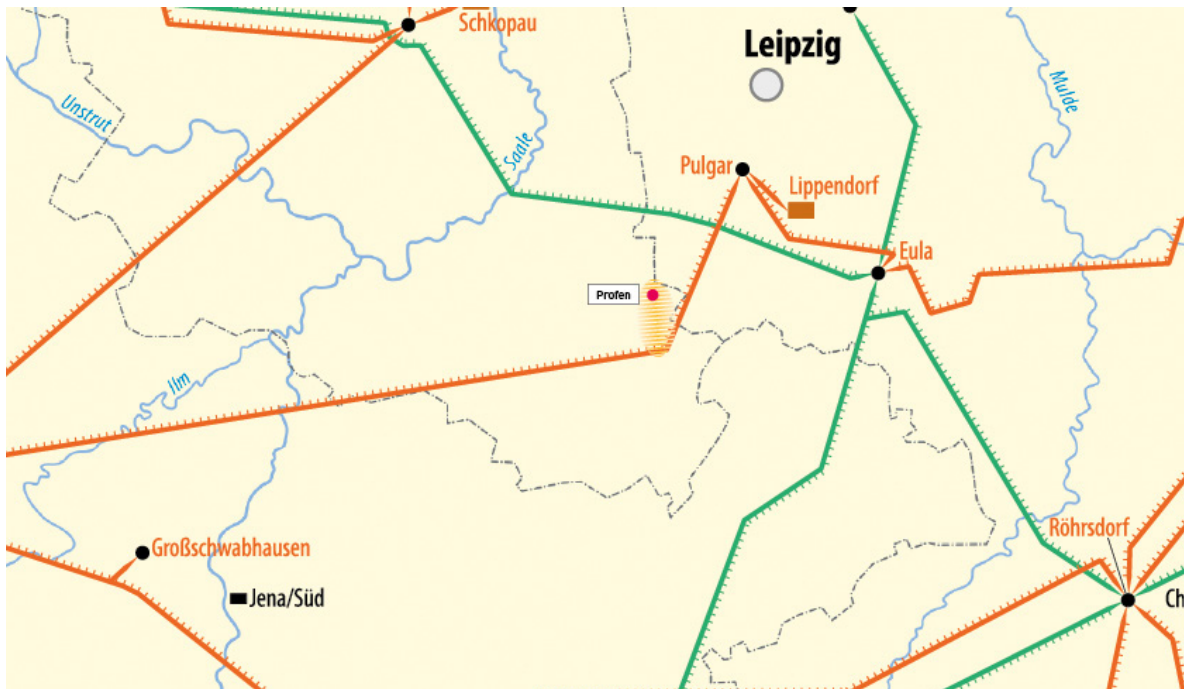 Schkopau
Leipzig
Mulde
Unstrut
Saale
Pulgar
Lippendorf
Eula
Profen
Ilm
Röhrsdorf
Großschwabhausen
Jena/Süd
Ch